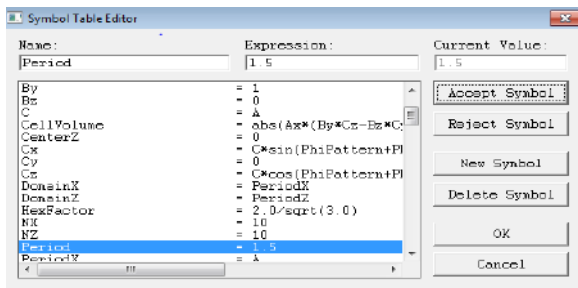 Symbol Table Editor
Name: Expression: Current Value:
Period 1.5 1.5
By = 1
Bz = 0
C = A
CellVolume = abs(Ax*(By*Cz-Bz*C
CenterZ = 0
Cx = C*sin(PhiPattern+P
Cy = 0
Cz = C*cos(PhiPattern+P
DomainX = PeriodX
DomainZ = PeriodZ
HexFactor = 2.0/sqrt(3.0)
NX = 10
NZ = 10
Period = 1.5
PeriodX = A
Accept Symbol
Reject Symbol
New Symbol
Delete Symbol
OK
Cancel